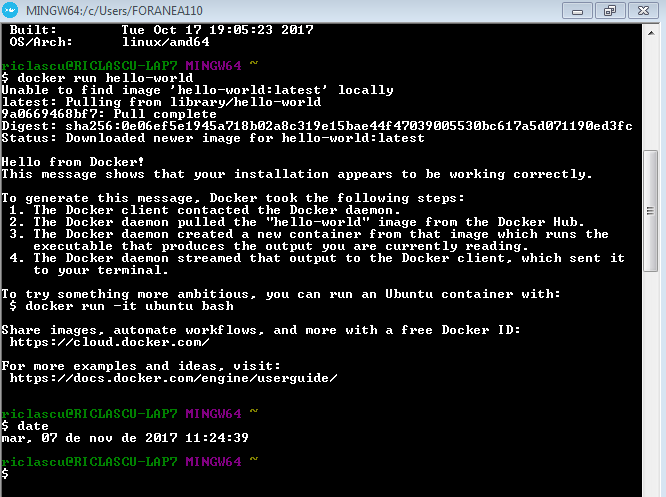 MINGW64:/c/Users/FORANEA110
Built: Tue Oct 17 19:05:23 2017
OS/Arch: linux/amd64
riclascu@RICLASCU-LAP7 MINGW64 ~
$ docker run hello-world
Unable to find image 'hello-world:latest' locally
latest: Pulling from library/hello-world
9a0669468bf7: Pull complete
Digest: sha256:0e06ef5e1945a718b02a8c319e15bae44f47039005530bc617a5d071190ed3fc
Status: Downloaded newer image for hello-world:latest
Hello from Docker!
This message shows that your installation appears to be working correctly.
To generate this message, Docker took the following steps:
1. The Docker client contacted the Docker daemon.
2. The Docker daemon pulled the "hello-world" image from the Docker Hub.
3. The Docker daemon created a new container from that image which runs the
executable that produces the output you are currently reading.
4. The Docker daemon streamed that output to the Docker client, which sent it
to your terminal.
To try something more ambitious, you can run an Ubuntu container with:
$ docker run -it ubuntu bash
Share images, automate workflows, and more with a free Docker ID:
https://cloud.docker.com/
For more examples and ideas, visit:
https://docs.docker.com/engine/userguide/
riclascu@RICLASCU-LAP7 MINGW64 ~
$ date
mar, 07 de nov de 2017 11:24:39
riclascu@RICLASCU-LAP7 MINGW64 ~
$